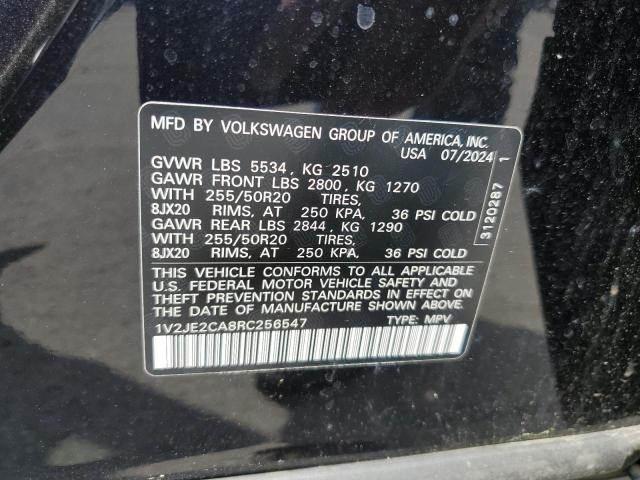 MFD BY VOLKSWAGEN GROUP OF AMERICA, INC.
USA 07/2024
GVWR LBS 5534 , KG 2510
GAWR FRONT LBS 2800 , KG 1270
WITH 255/50R20 TIRES,
8JX20 RIMS, AT 250 KPA, 36 PSI COLD
GAWR REAR LBS 2844 , KG 1290
WITH 255/50R20 TIRES,
8JX20 RIMS, AT 250 KPA, 36 PSI COLD
THIS VEHICLE CONFORMS TO ALL APPLICABLE
U.S. FEDERAL MOTOR VEHICLE SAFETY AND
THEFT PREVENTION STANDARDS IN EFFECT ON
THE DATE OF MANUFACTURE SHOWN ABOVE.
1V2JE2CA8RC256547 TYPE: MPV
3120287 1